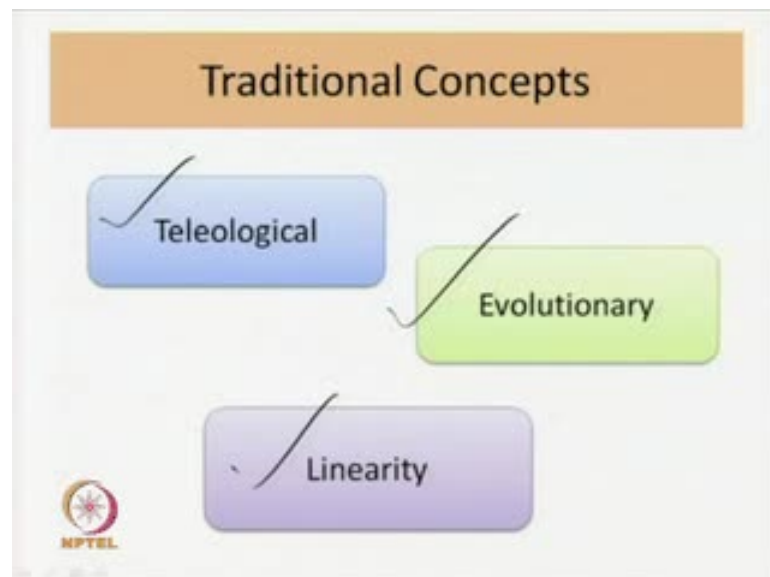 Traditional Concepts
Teleological
Evolutionary
Linearity
NPTEL